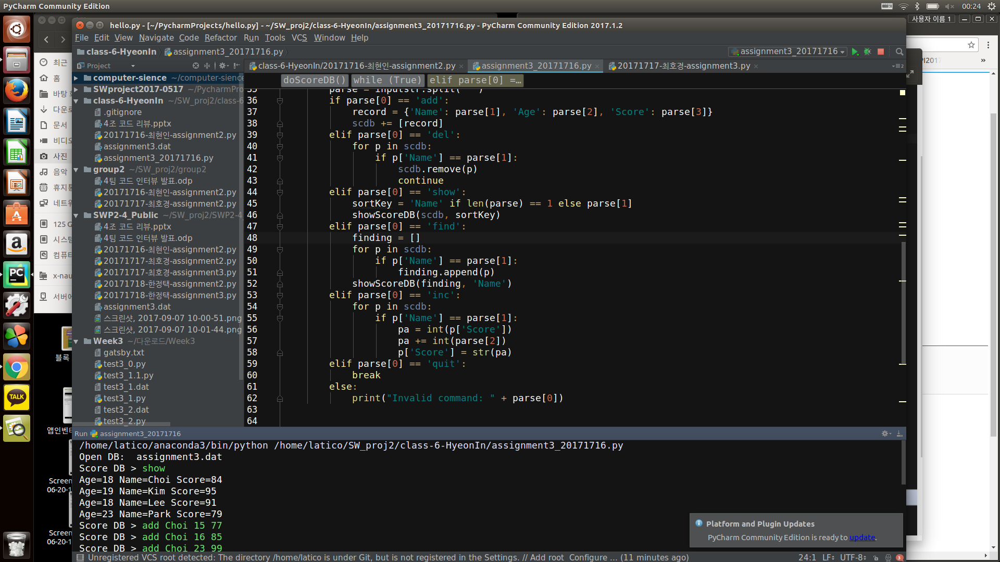 PyCharm Community Edition
00:24
hello.py - [~/PycharmProjects/hello.py] - ~/SW_proj2/class-6-HyeonIn/assignment3_20171716.py - PyCharm Community Edition 2017.1.2
사용자 이름 1
File Edit View Navigate Code Refactor Run Tools VCS Window Help
class-6-HyeonIn assignment3_20171716.py
assignment3_20171716
Project
class-6-HyeonIn/20171716-최현인-assignment2.py
assignment3_20171716.py
20171717-최호경-assignment3.py
doScoreDB() while (True) elif parse[0] =…
최근
홈
바탕
다운로
문서
비디오
사진
음악
휴지통
네트워
125 G
시스템
컴퓨터
x-nau
서버에
블록
앱인벤터
Screen
06-20-1
Screen
06-20-1
computer-sience ~/computer-sience
SWproject2017-0517 ~/PycharmPro
class-6-HyeonIn ~/SW_proj2/class-6
.gitignore
4조 코드 리뷰.pptx
20171716-최현인-assignment2.py
assignment3.dat
assignment3_20171716.py
group2 ~/SW_proj2/group2
4팀 코드 인터뷰 발표.odp
20171716-최현인-assignment2.py
20171717-최호경-assignment2.py
SWP2-4_Public ~/SW_proj2/SWP2-4
4조 코드 리뷰.pptx
4팀 코드 인터뷰 발표.odp
20171716-최현인-assignment2.py
20171717-최호경-assignment2.py
20171717-최호경-assignment3.py
20171718-한정택-assignment2.py
20171718-한정택-assignment3.py
assignment3.dat
스크린샷, 2017-09-07 10-00-51.png
스크린샷, 2017-09-07 10-01-44.png
Week3 ~/다운로드/Week3
gatsby.txt
test3_0.py
test3_1.1.py
test3_1.dat
test3_1.py
test3_2.dat
test3_2.py
35 parse = inputstr.split(" ")
36 if parse[0] == 'add':
37 record = {'Name': parse[1], 'Age': parse[2], 'Score': parse[3]}
38 scdb += [record]
39 elif parse[0] == 'del':
40 for p in scdb:
41 if p['Name'] == parse[1]:
42 scdb.remove(p)
43 continue
44 elif parse[0] == 'show':
45 sortKey = 'Name' if len(parse) == 1 else parse[1]
46 showScoreDB(scdb, sortKey)
47 elif parse[0] == 'find':
48 finding = []
49 for p in scdb:
50 if p['Name'] == parse[1]:
51 finding.append(p)
52 showScoreDB(finding, 'Name')
53 elif parse[0] == 'inc':
54 for p in scdb:
55 if p['Name'] == parse[1]:
56 pa = int(p['Score'])
57 pa += int(parse[2])
58 p['Score'] = str(pa)
59 elif parse[0] == 'quit':
60 break
61 else:
62 print("Invalid command: " + parse[0])
63
64
Run assignment3_20171716
/home/latico/anaconda3/bin/python /home/latico/SW_proj2/class-6-HyeonIn/assignment3_20171716.py
Open DB: assignment3.dat
Score DB > show
Age=18 Name=Choi Score=84
Age=19 Name=Kim Score=95
Age=18 Name=Lee Score=91
Age=23 Name=Park Score=79
Score DB > add Choi 15 77
Score DB > add Choi 16 85
Score DB > add Choi 23 99
Platform and Plugin Updates
PyCharm Community Edition is ready to update.
Unregistered VCS root detected: The directory /home/latico is under Git, but is not registered in the Settings. // Add root Configure ... (11 minutes ago)
24:1 LF UTF-8 3
PC
TALK